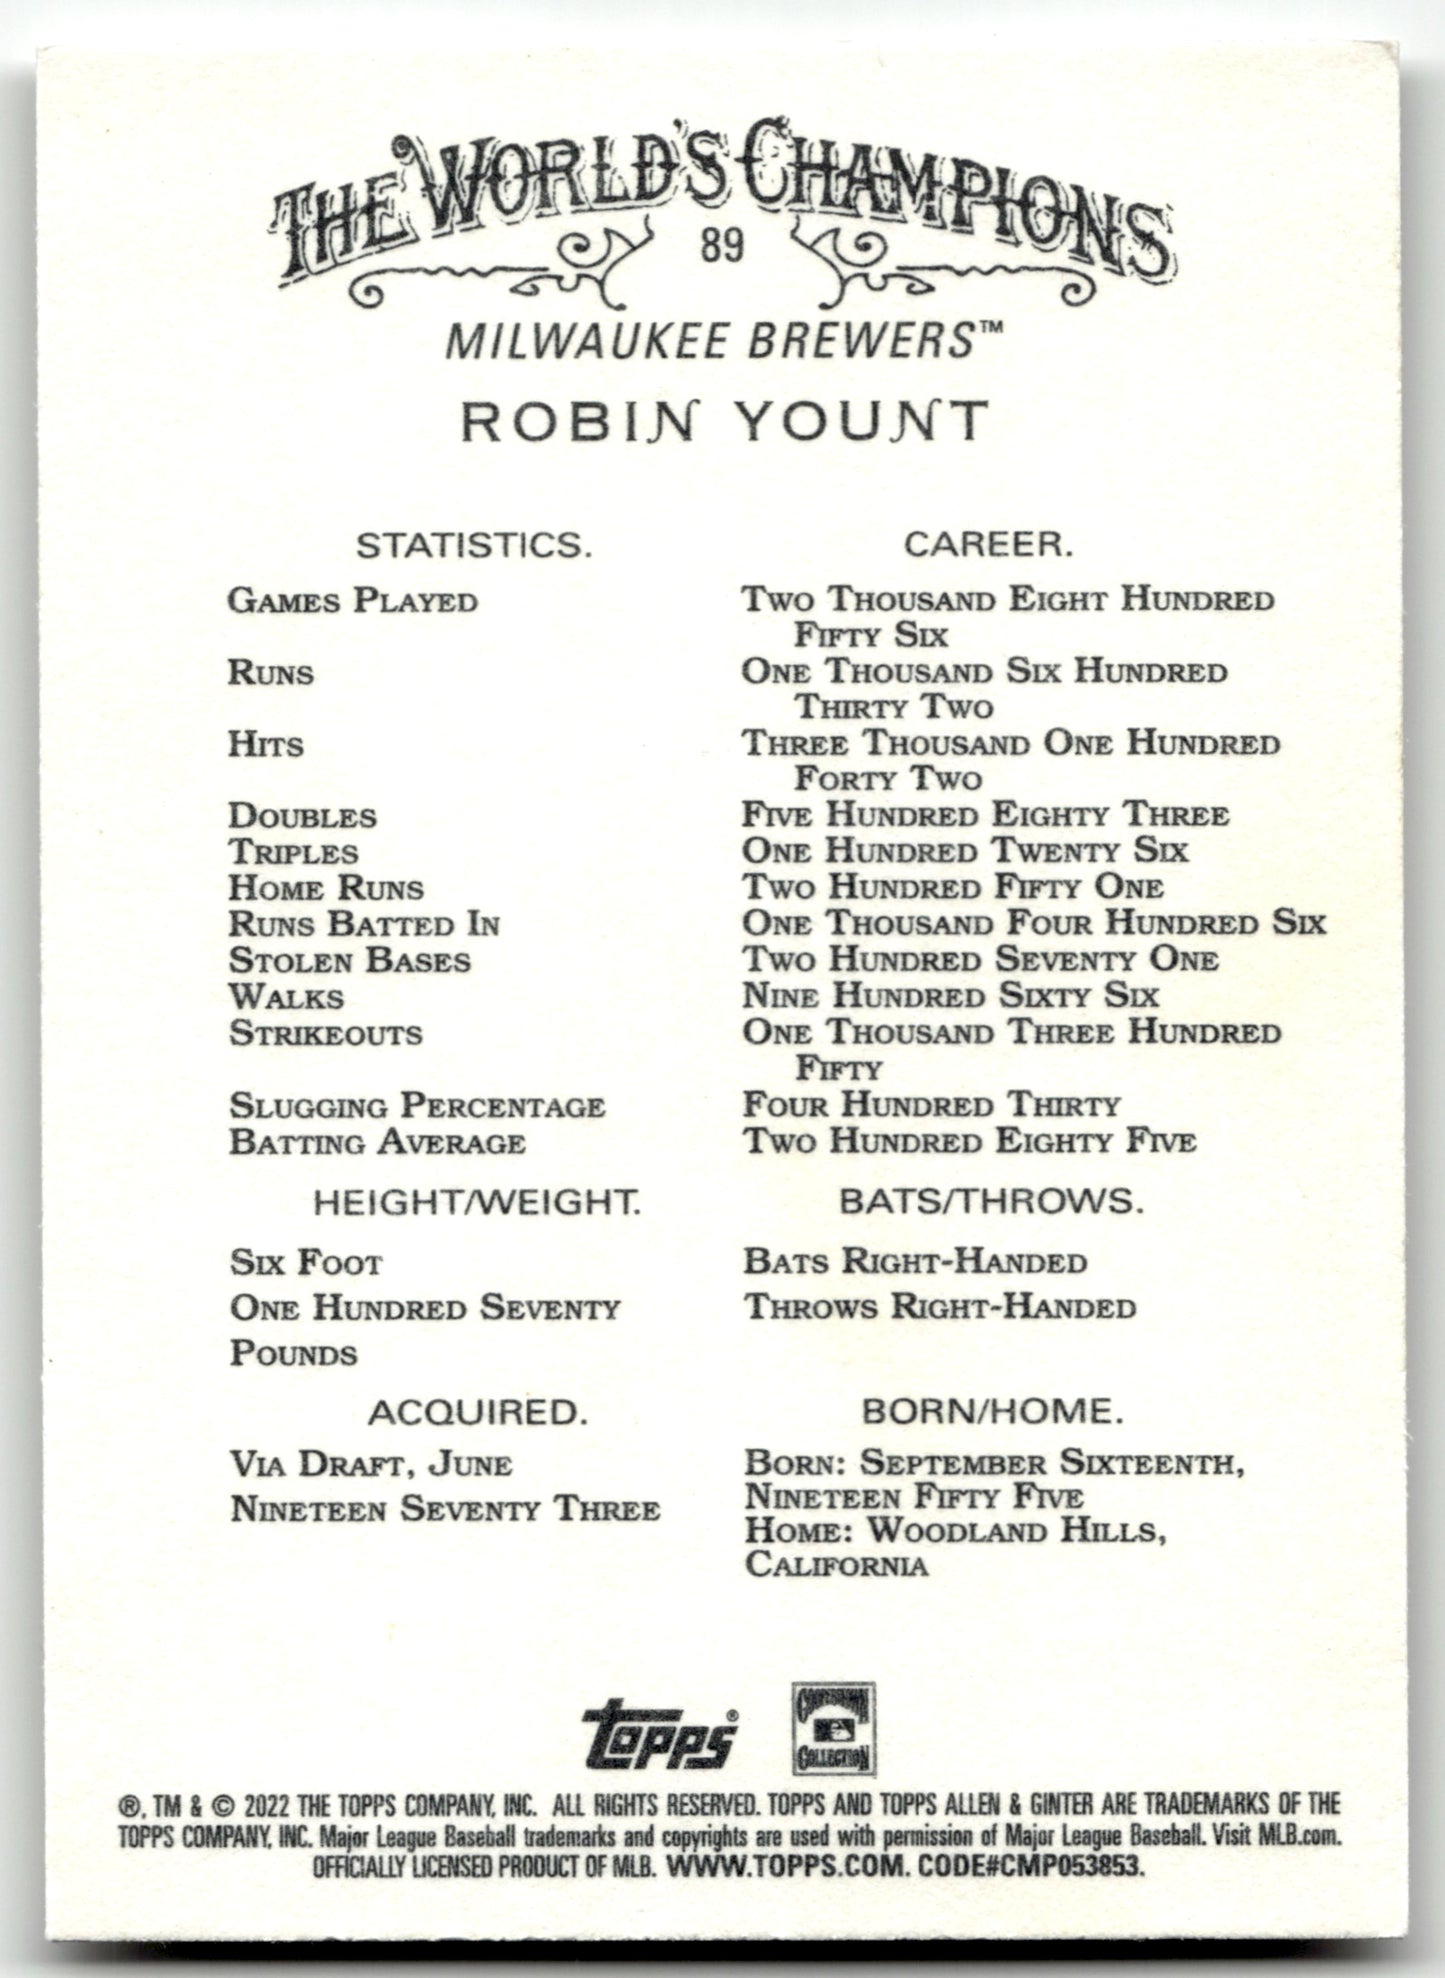 THE WORLD'S CHAMPIONS
89
MILWAUKEE BREWERS™
ROBIN YOUNT
STATISTICS. CAREER.
GAMES PLAYED TWO THOUSAND EIGHT HUNDRED
FIFTY SIX
RUNS ONE THOUSAND SIX HUNDRED
THIRTY TWO
HITS THREE THOUSAND ONE HUNDRED
FORTY TWO
DOUBLES FIVE HUNDRED EIGHTY THREE
TRIPLES ONE HUNDRED TWENTY SIX
HOME RUNS TWO HUNDRED FIFTY ONE
RUNS BATTED IN ONE THOUSAND FOUR HUNDRED SIX
STOLEN BASES TWO HUNDRED SEVENTY ONE
WALKS NINE HUNDRED SIXTY SIX
STRIKEOUTS ONE THOUSAND THREE HUNDRED
FIFTY
SLUGGING PERCENTAGE FOUR HUNDRED THIRTY
BATTING AVERAGE TWO HUNDRED EIGHTY FIVE
HEIGHT/WEIGHT. BATS/THROWS.
SIX FOOT BATS RIGHT-HANDED
ONE HUNDRED SEVENTY THROWS RIGHT-HANDED
POUNDS
ACQUIRED. BORN/HOME.
VIA DRAFT, JUNE BORN: SEPTEMBER SIXTEENTH,
NINETEEN SEVENTY THREE NINETEEN FIFTY FIVE
HOME: WOODLAND HILLS,
CALIFORNIA
topps® COOPERSTOWN
COLLECTION
®, TM & © 2022 THE TOPPS COMPANY, INC. ALL RIGHTS RESERVED. TOPPS AND TOPPS ALLEN & GINTER ARE TRADEMARKS OF THE
TOPPS COMPANY, INC. Major League Baseball trademarks and copyrights are used with permission of Major League Baseball. Visit MLB.com.
OFFICIALLY LICENSED PRODUCT OF MLB. WWW.TOPPS.COM. CODE#CMP053853.